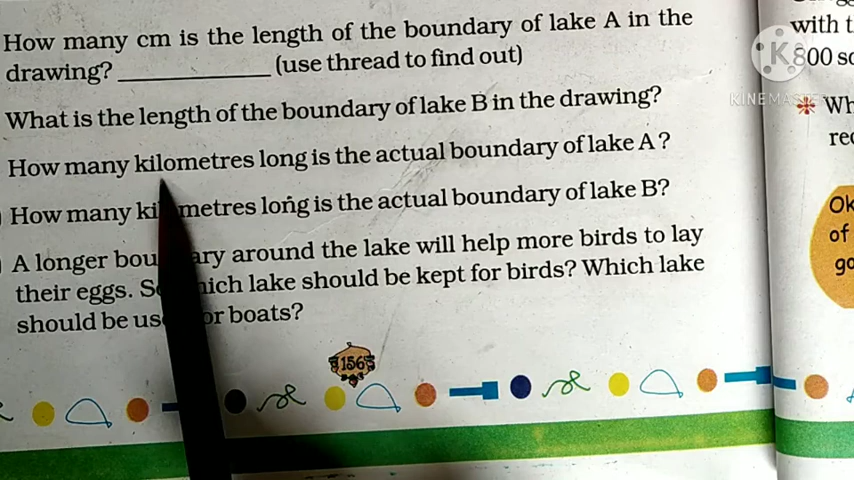 How many cm is the length of the boundary of lake A in the
drawing? (use thread to find out)
What is the length of the boundary of lake B in the drawing?
How many kilometres long is the actual boundary of lake A?
How many kilometres long is the actual boundary of lake B?
A longer boundary around the lake will help more birds to lay
their eggs. So which lake should be kept for birds? Which lake
should be used for boats?
156
with t
800 so
KINEMASTER
Wh
rec
Ok
of
go